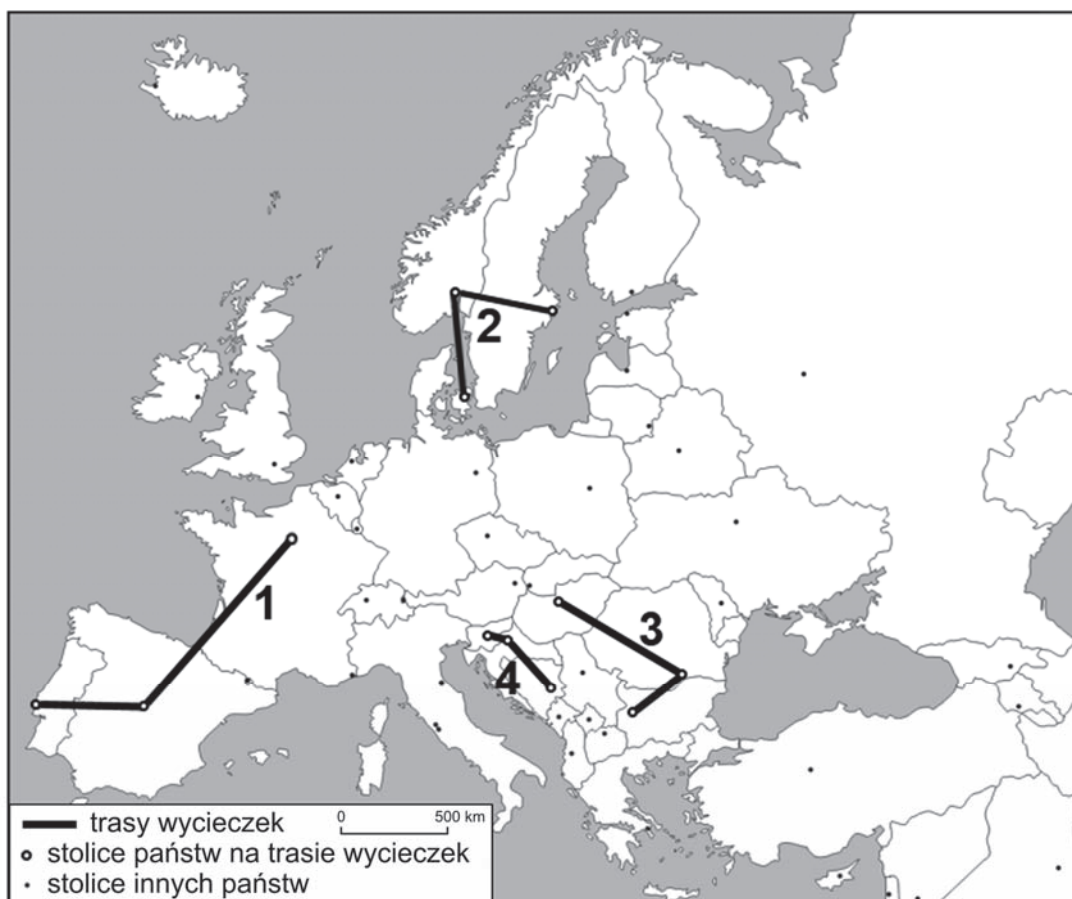 2
1
3
4
trasy wycieczek
0 500 km
stolice państw na trasie wycieczek
stolice innych państw